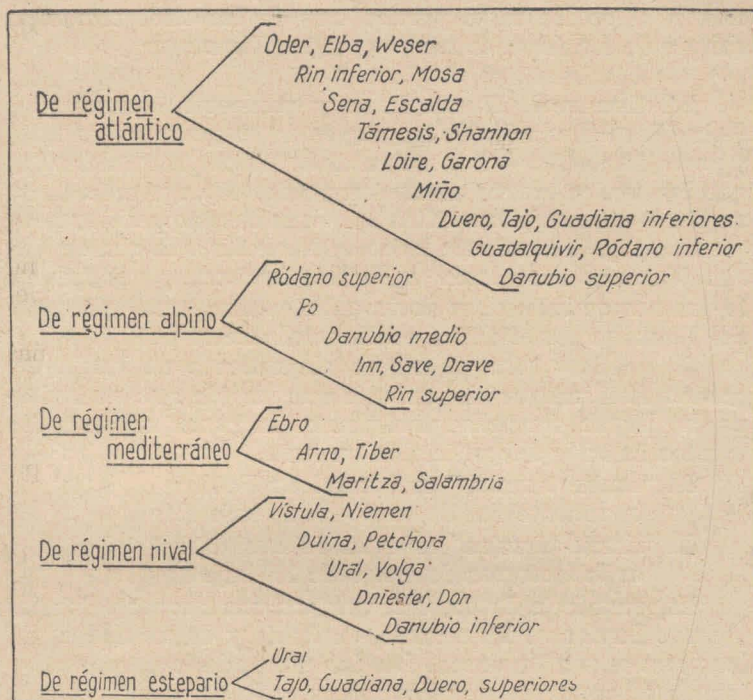 De régimen
atlántico
Oder, Elba, Weser
Rin inferior, Mosa
Sena, Escalda
Támesis, Shannon
Loire, Garona
Miño
Duero, Tajo, Guadiana inferiores.
Guadalquivir, Ródano inferior
Danubio superior
De régimen alpino
Ródano superior
Po
Danubio medio
Inn, Save, Drave
Rin superior
De régimen
mediterráneo
Ebro
Arno, Tiber
Maritza, Salambria
De régimen nival
Vístula, Niemen
Duina, Petchora
Ural, Volga
Dniester, Don
Danubio inferior
De régimen estepario
Ural
Tajo, Guadiana, Duero, superiores